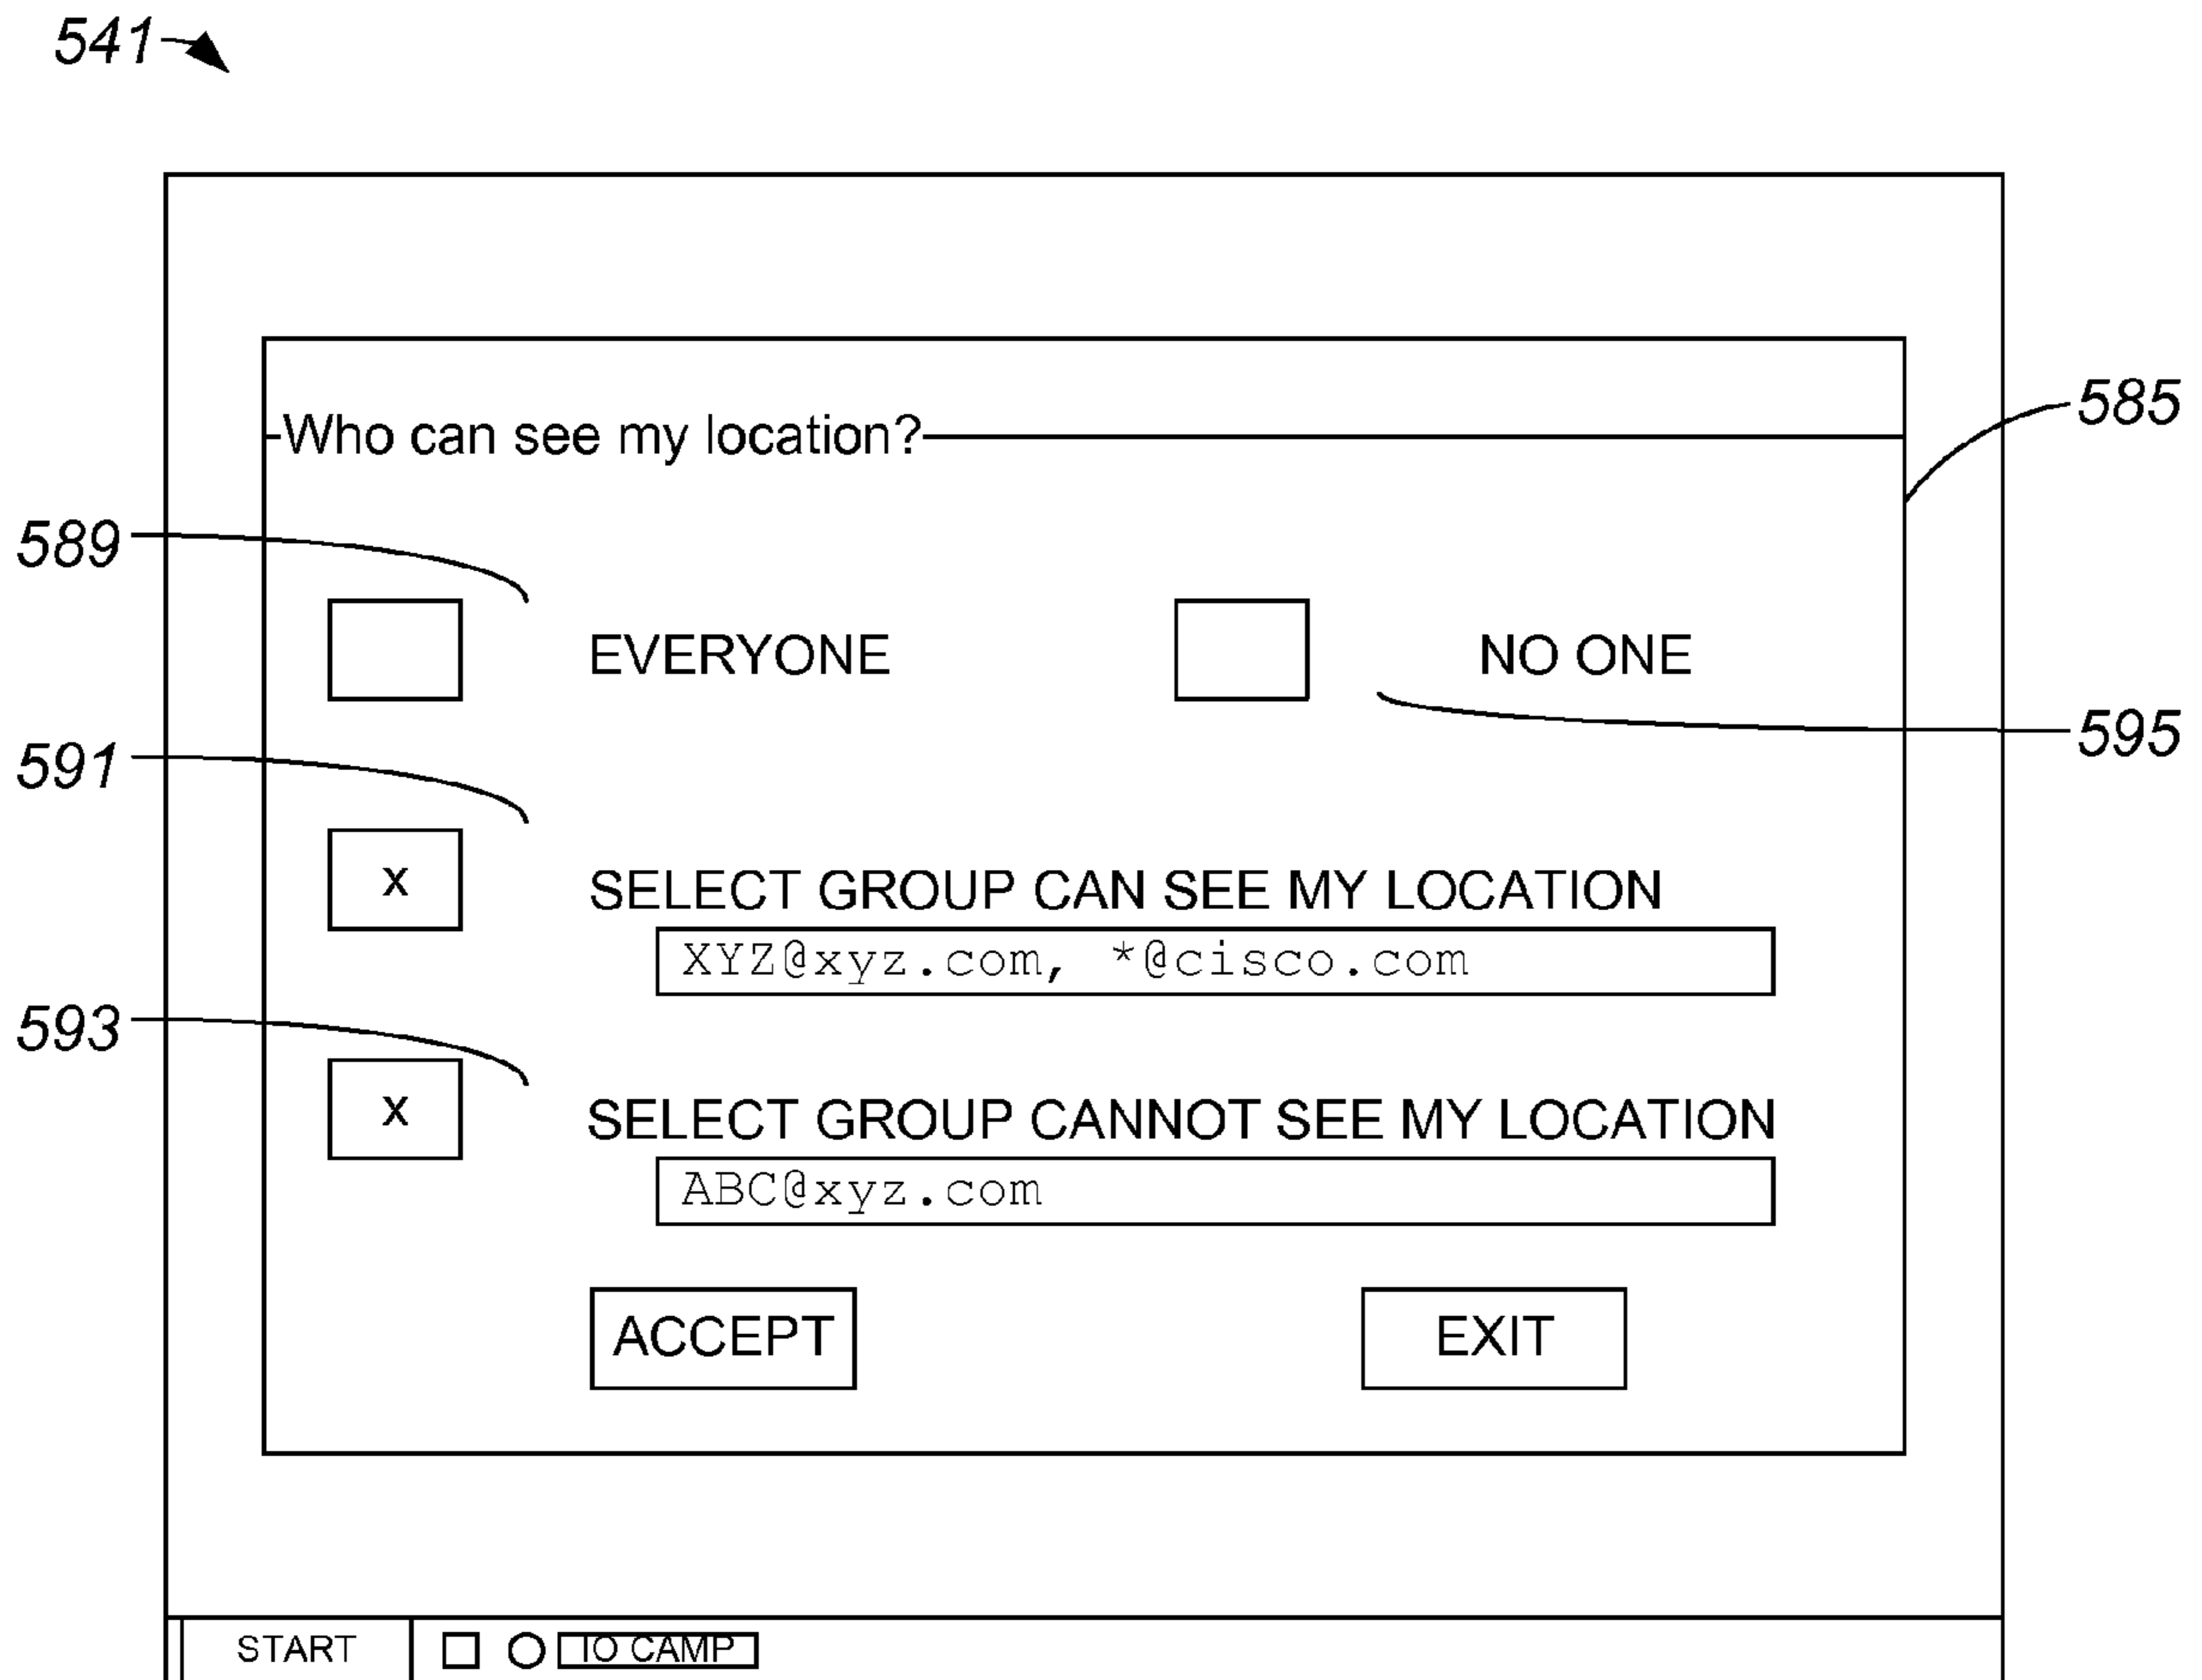 541
Who can see my location?
585
589
EVERYONE
NO ONE
595
591
x
SELECT GROUP CAN SEE MY LOCATION
XYZ@xyz.com, *@cisco.com
593
x
SELECT GROUP CANNOT SEE MY LOCATION
ABC@xyz.com
ACCEPT
EXIT
START
TO CAMP